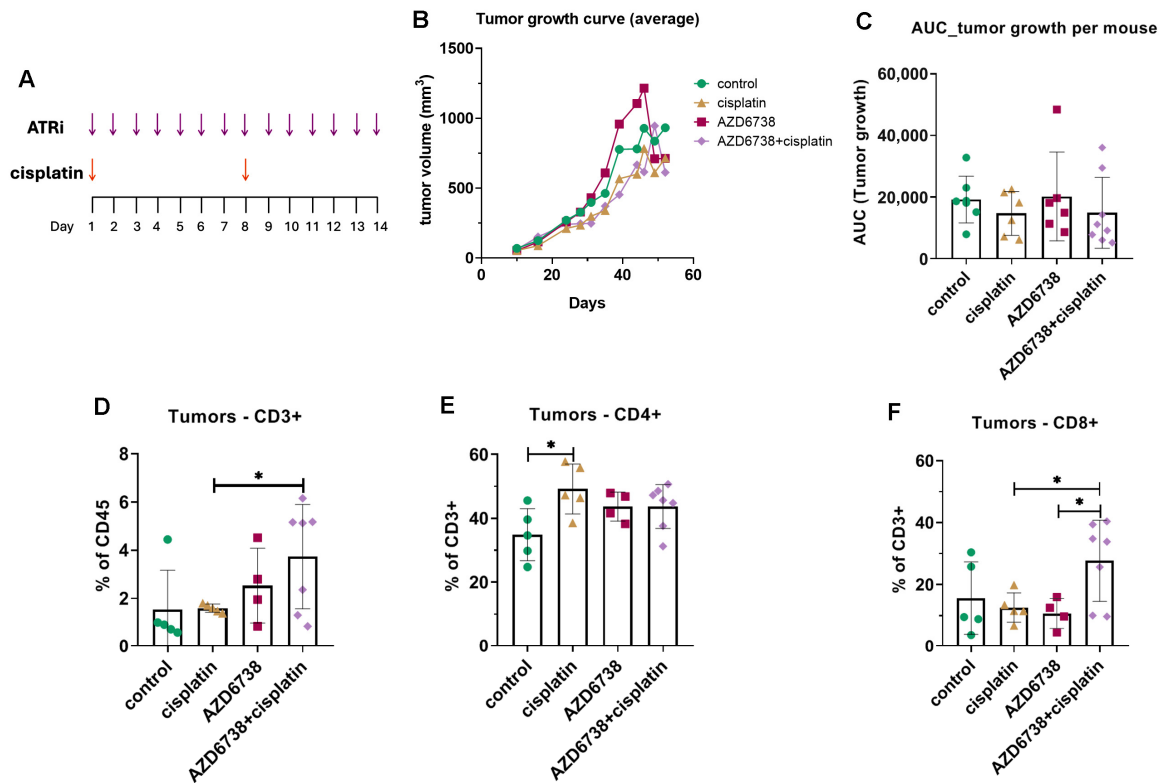 A
ATRi
cisplatin
Day 1 2 3 4 5 6 7 8 9 10 11 12 13 14
B
Tumor growth curve (average)
tumor volume (mm³)
1500
1000
500
0
0 20 40 60
Days
control
cisplatin
AZD6738
AZD6738+cisplatin
C
AUC_tumor growth per mouse
AUC (Tumor growth)
60,000
40,000
20,000
0
control
cisplatin
AZD6738
AZD6738+cisplatin
D
Tumors - CD3+
% of CD45
8
6
4
2
0
*
control
cisplatin
AZD6738
AZD6738+cisplatin
E
Tumors - CD4+
% of CD3+
60
40
20
0
*
control
cisplatin
AZD6738
AZD6738+cisplatin
F
Tumors - CD8+
% of CD3+
60
40
20
0
*
*
control
cisplatin
AZD6738
AZD6738+cisplatin